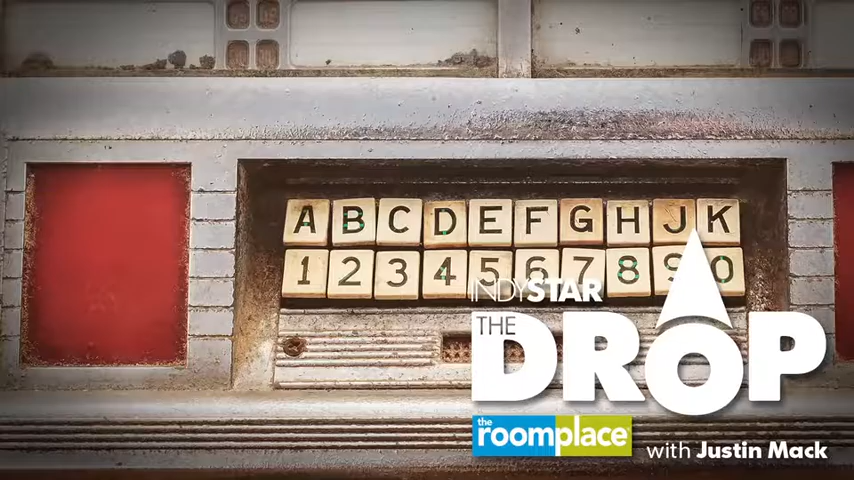 A B C D E F G H J K
1 2 3 4 5 6 7 8 9 0
INDYSTAR
THE
DROP
the
roomplace
with Justin Mack